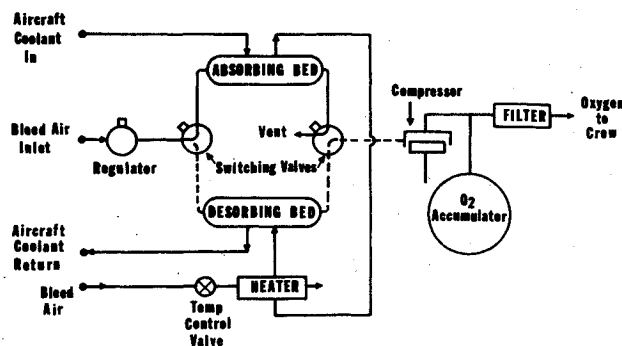 Aircraft
Coolant
In
ABSORBING BED
Compressor
Bleed Air
Inlet
Regulator
Vent
Switching Valves
FILTER
Oxygen
to
Crew
DESORBING BED
O2
Accumulator
Aircraft
Coolant
Return
Bleed
Air
HEATER
Temp
Control
Valve